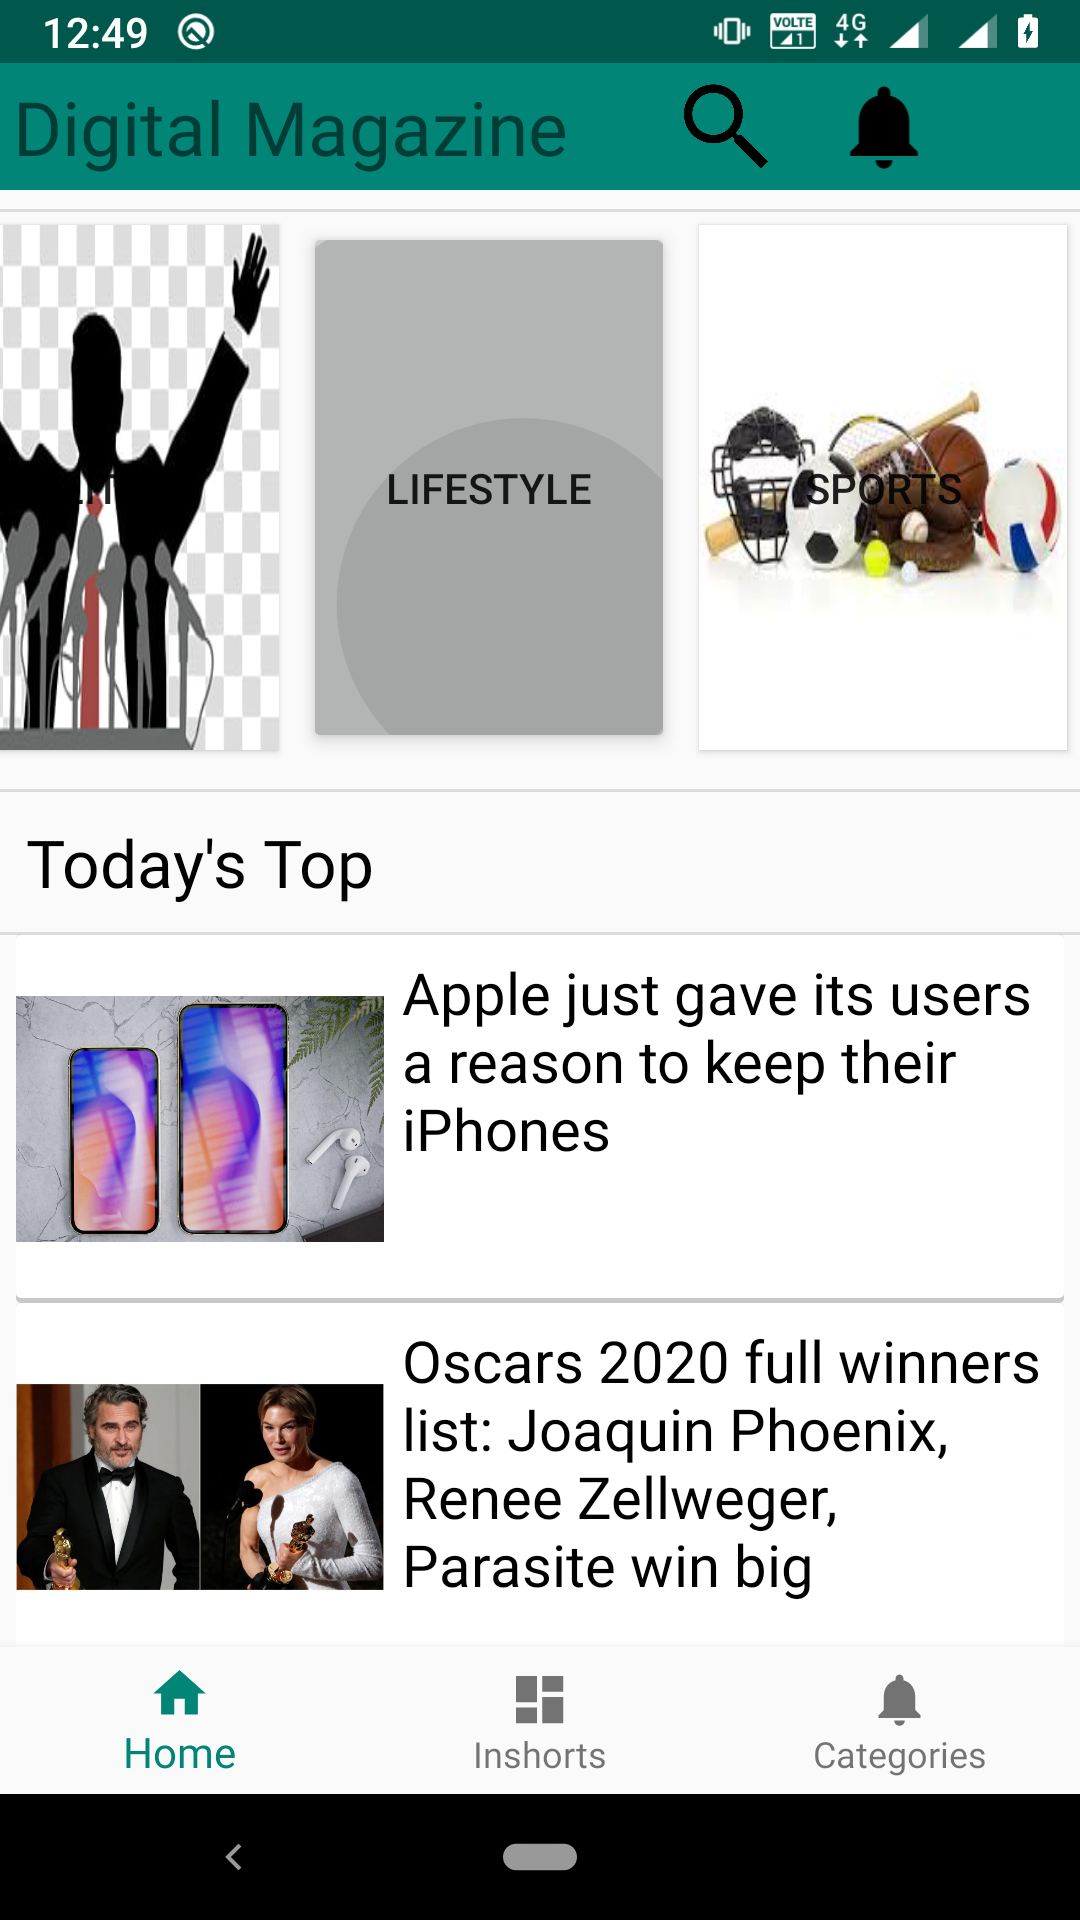 12:49
VOLTE
1
4G
Digital Magazine
LIFESTYLE
SPORTS
Today's Top
Apple just gave its users
a reason to keep their
iPhones
Oscars 2020 full winners
list: Joaquin Phoenix,
Renee Zellweger,
Parasite win big
Home
Inshorts
Categories